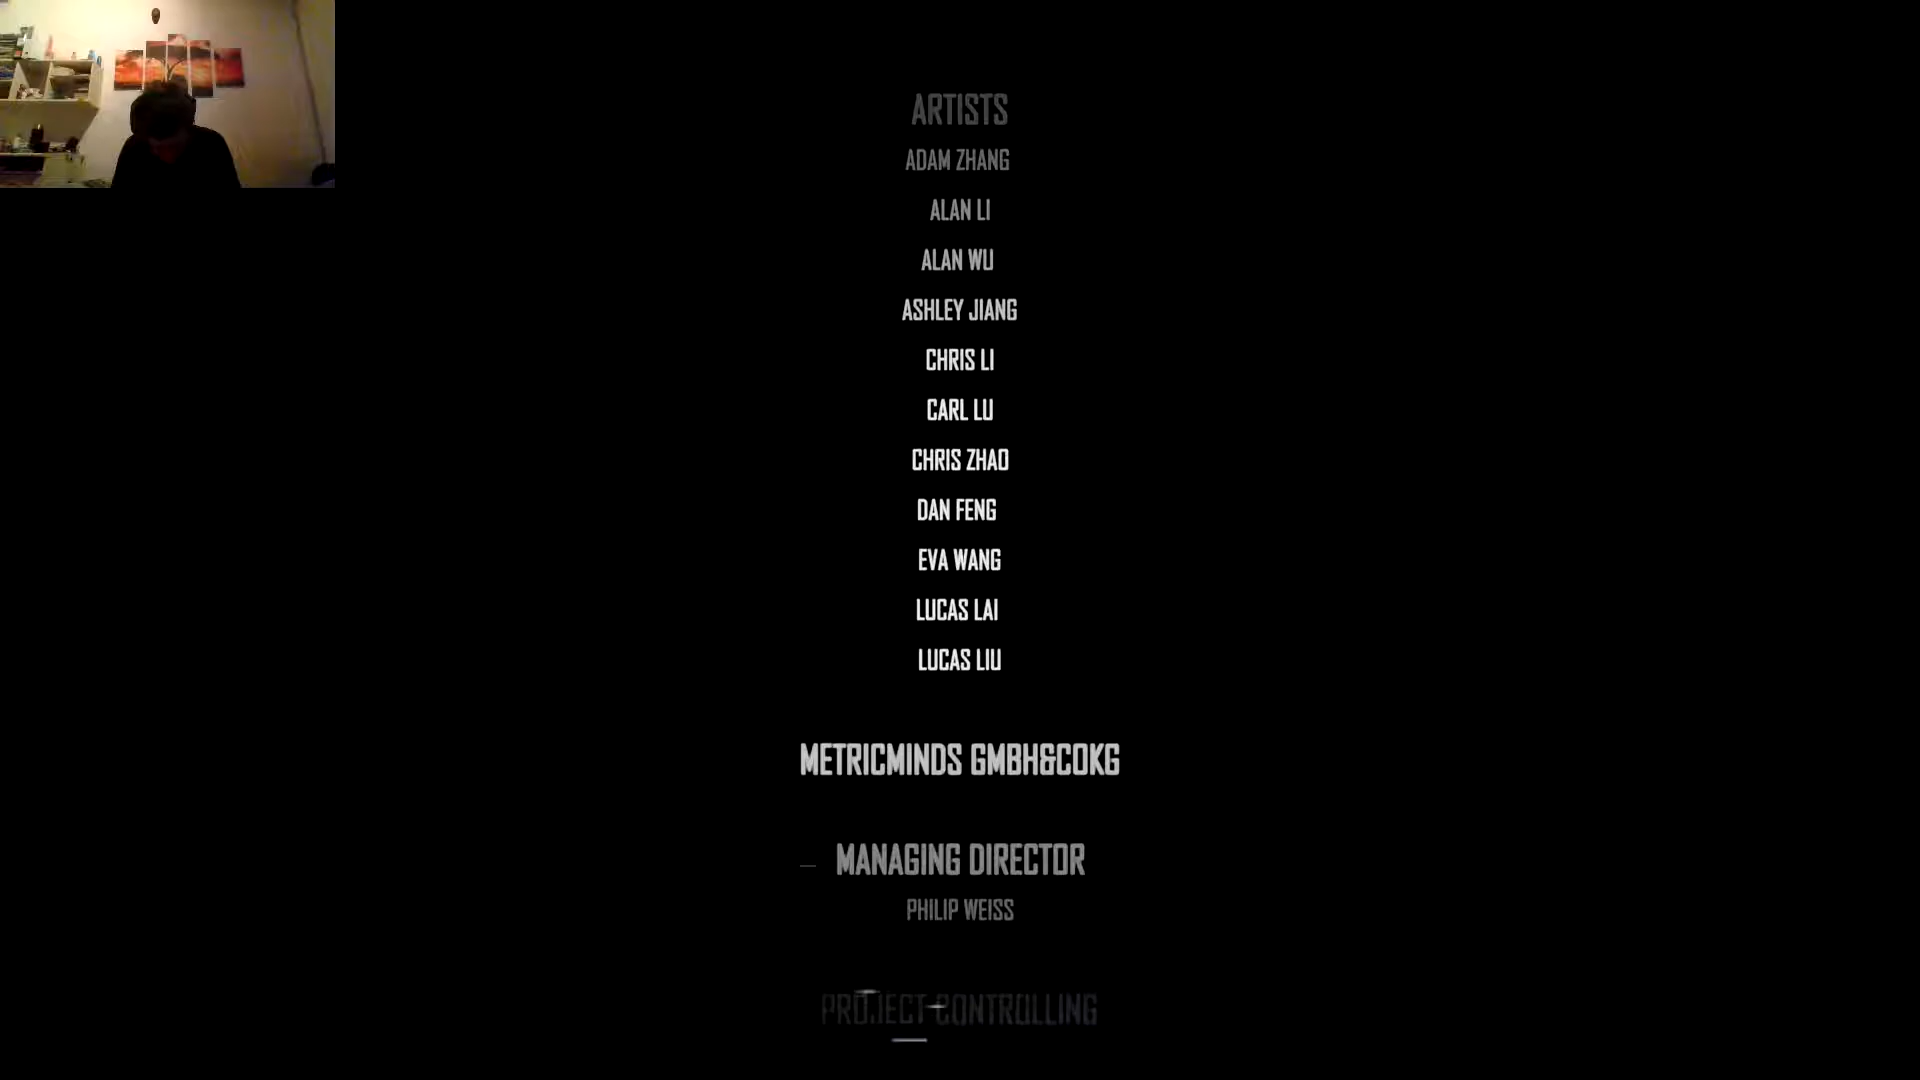 ARTISTS
ADAM ZHANG
ALAN LI
ALAN WU
ASHLEY JIANG
CHRIS LI
CARL LU
CHRIS ZHAO
DAN FENG
EVA WANG
LUCAS LAI
LUCAS LIU
METRICMINDS GMBH&COKG
MANAGING DIRECTOR
PHILIP WEISS
PROJECT CONTROLLING